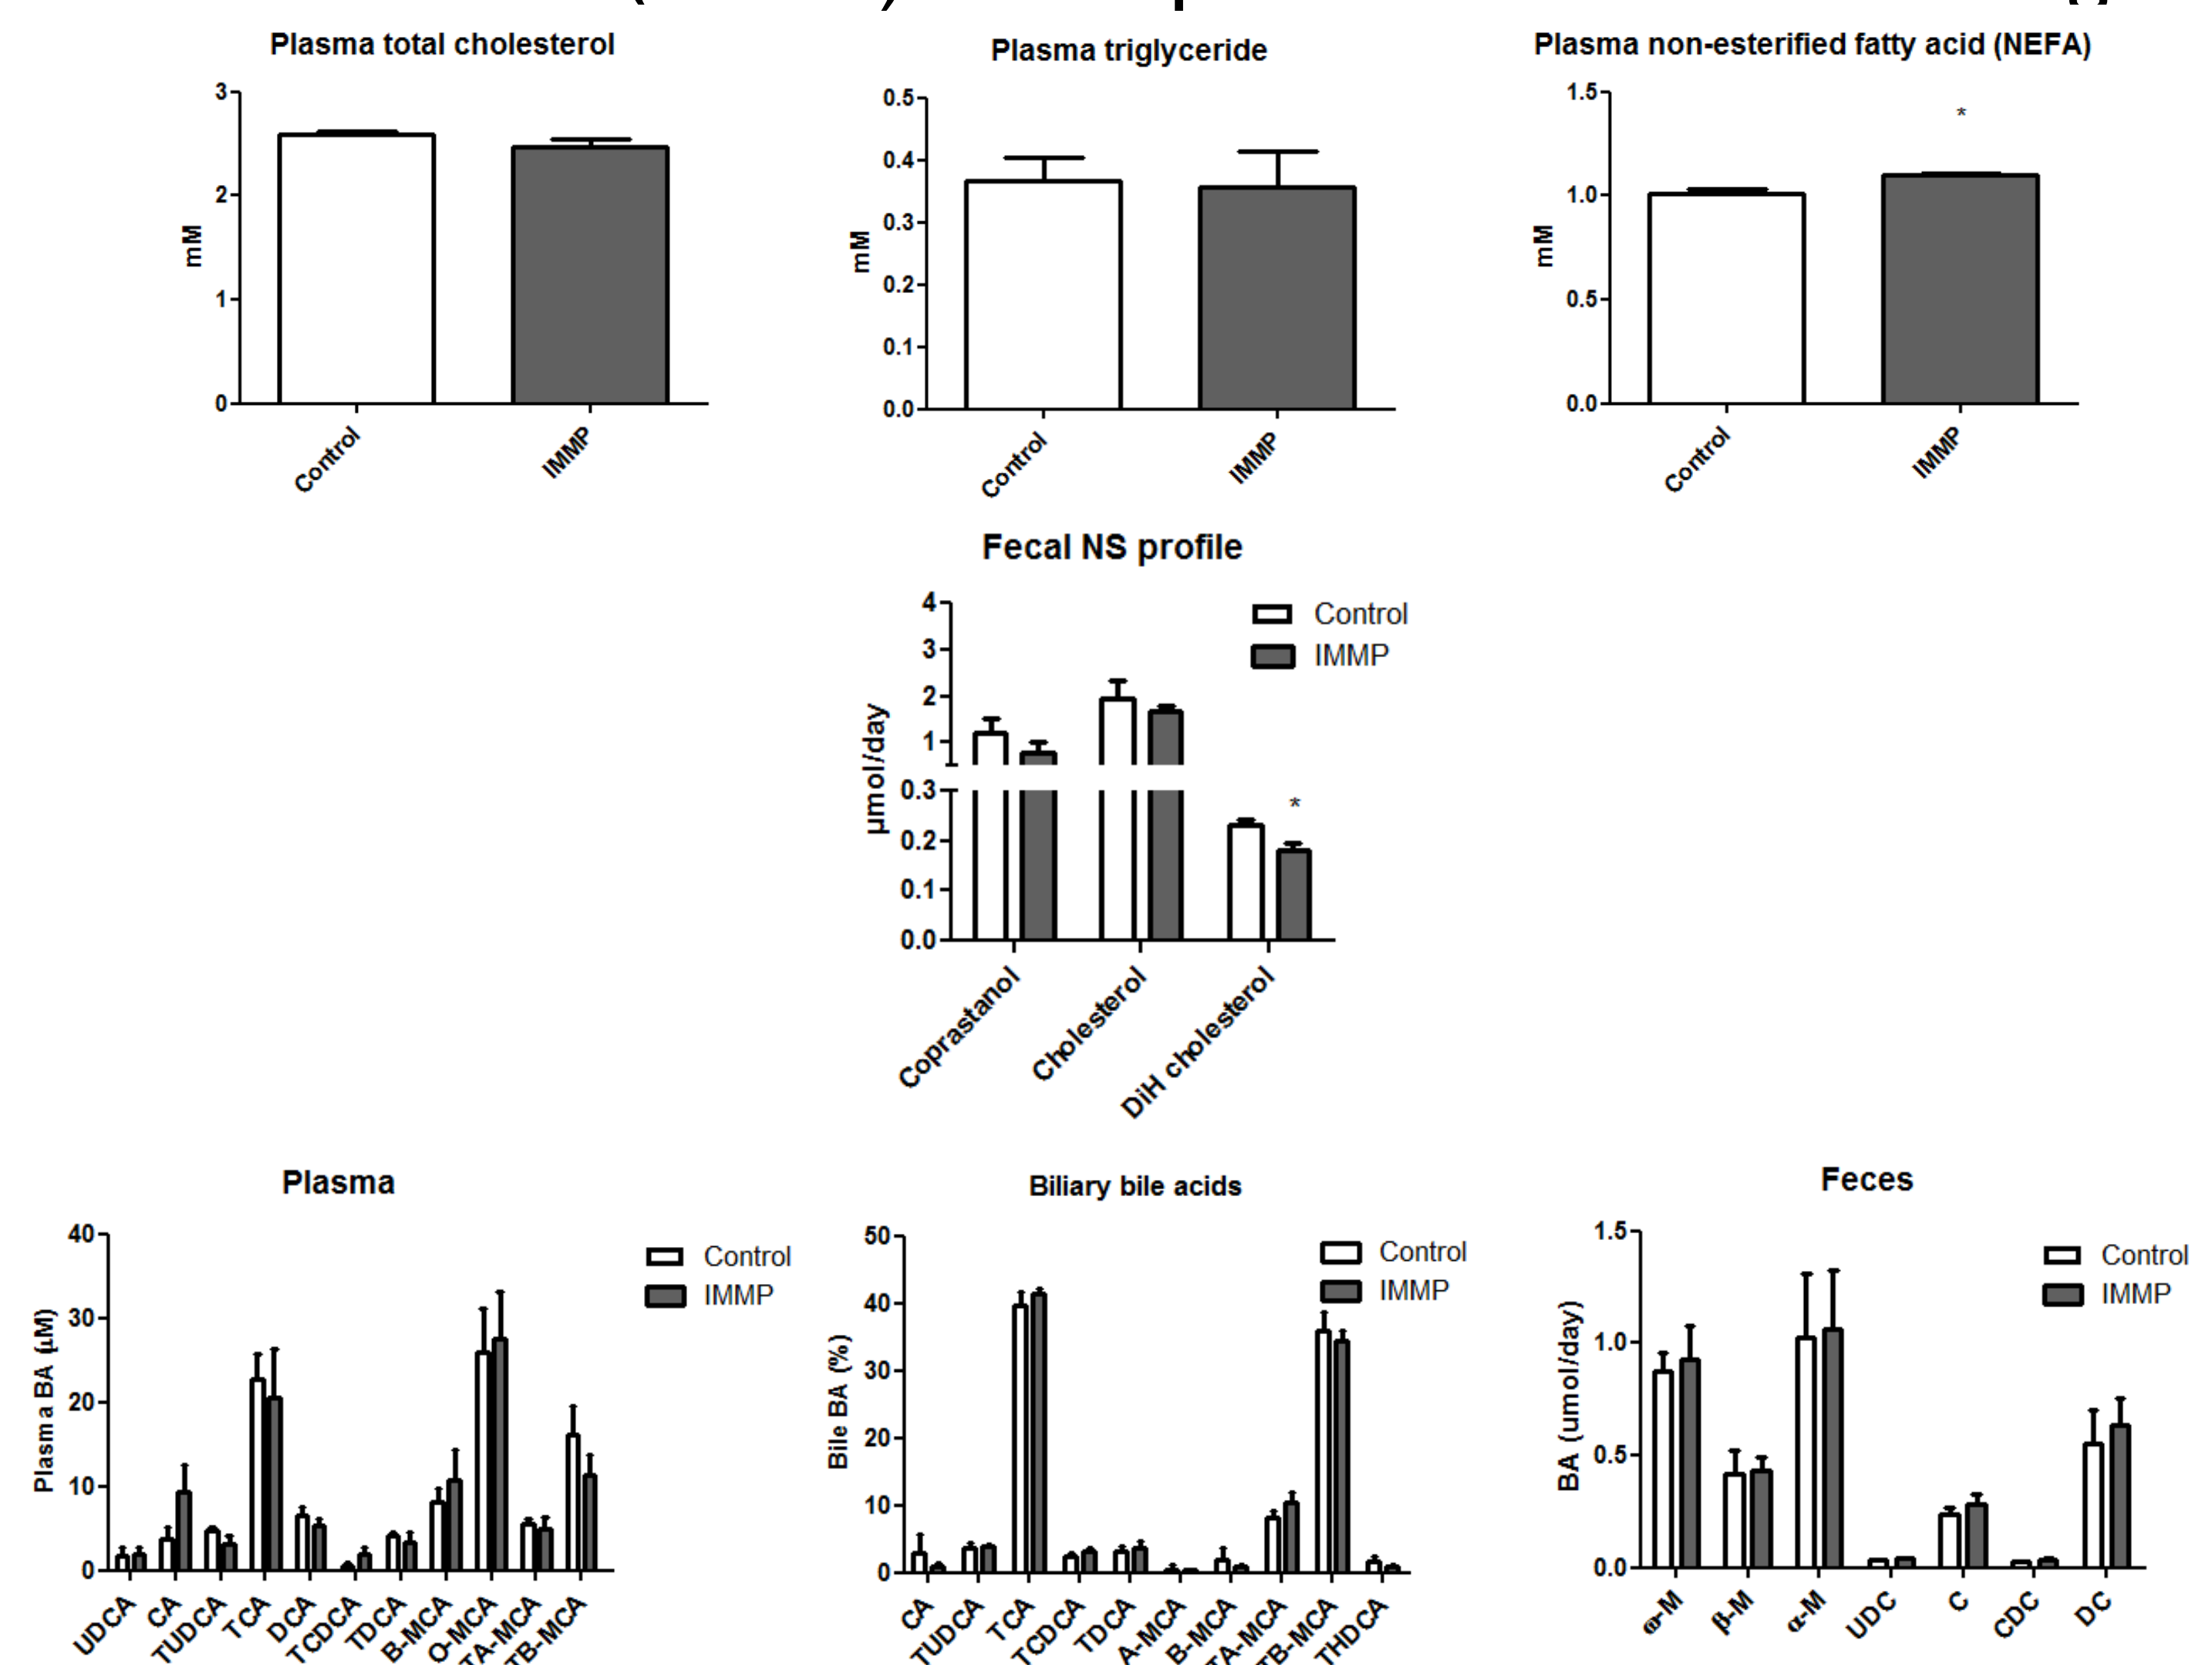 Plasma total cholesterol
3
2
1
0
mM
Control
IMMP
Plasma triglyceride
0.5
0.4
0.3
0.2
0.1
0.0
mM
Control
IMMP
Plasma non-esterified fatty acid (NEFA)
1.5
1.0
0.5
0.0
mM
*
Control
IMMP
Fecal NS profile
4
3
2
1
0.3
0.2
0.1
0.0
µmol/day
*
Control
IMMP
Coprastanol
Cholesterol
DiH cholesterol
Plasma
40
30
20
10
0
Plasma BA (µM)
Control
IMMP
UDCA
CA
TUDCA
TCA
DCA
TCDCA
TDCA
B-MCA
O-MCA
TA-MCA
TB-MCA
Biliary bile acids
50
40
30
20
10
0
Bile BA (%)
Control
IMMP
CA
TUDCA
TCA
TCDCA
TDCA
A-MCA
B-MCA
TA-MCA
TB-MCA
THDCA
Feces
1.5
1.0
0.5
0.0
BA (umol/day)
Control
IMMP
ω-M
β-M
α-M
UDC
C
CDC
DC